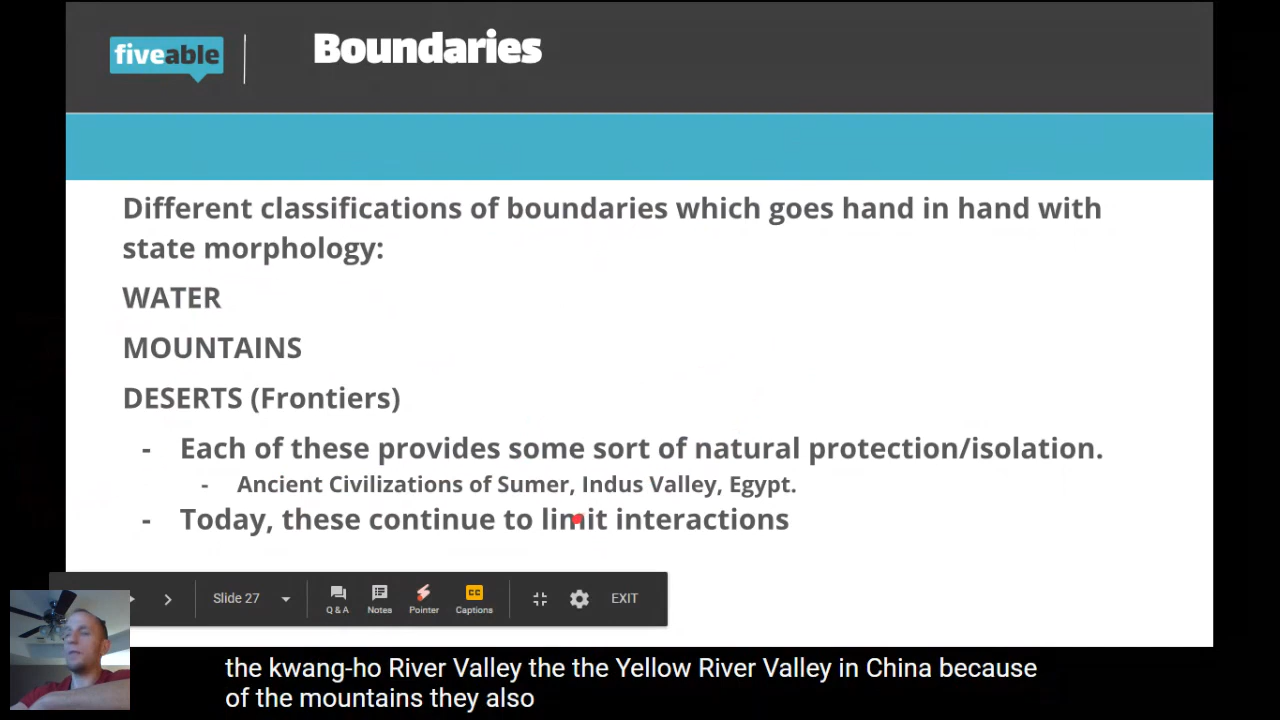 fiveable
Boundaries
Different classifications of boundaries which goes hand in hand with
state morphology:
WATER
MOUNTAINS
DESERTS (Frontiers)
- Each of these provides some sort of natural protection/isolation.
- Ancient Civilizations of Sumer, Indus Valley, Egypt.
- Today, these continue to limit interactions
Slide 27
Q & A
Notes
Pointer
CC
Captions
EXIT
the kwang-ho River Valley the the Yellow River Valley in China because
of the mountains they also